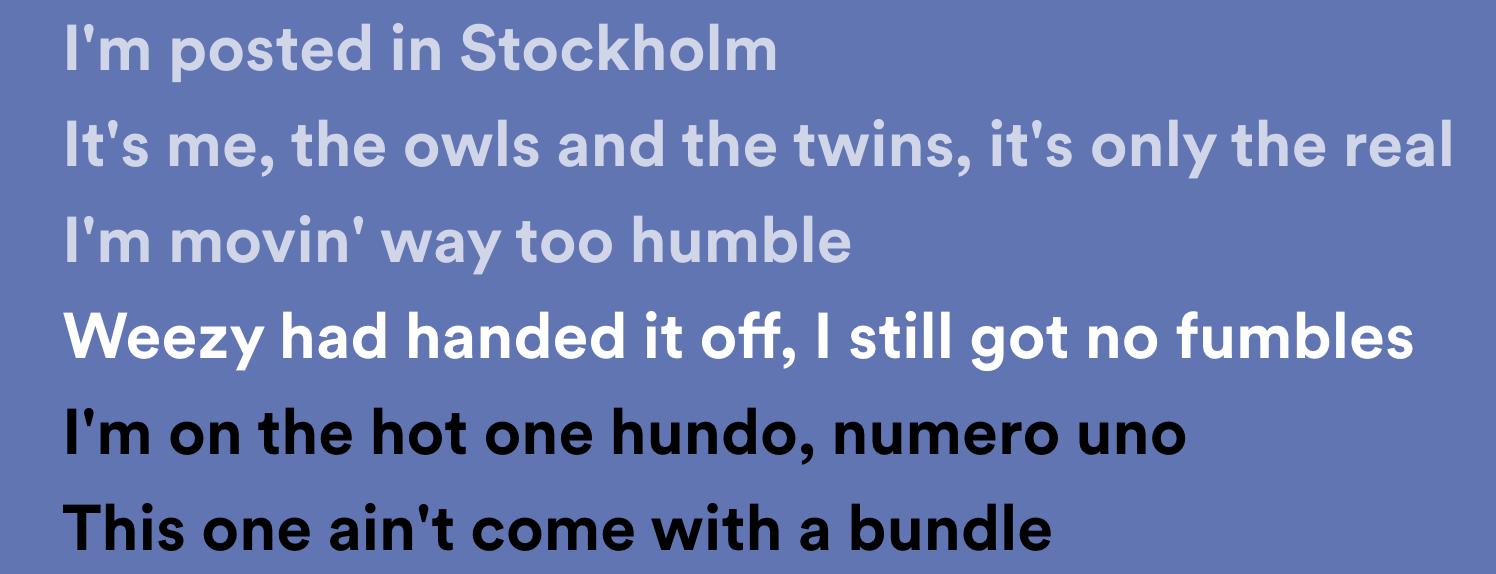 I'm posted in Stockholm
It's me, the owls and the twins, it's only the real
I'm movin' way too humble
Weezy had handed it off, I still got no fumbles
I'm on the hot one hundo, numero uno
This one ain't come with a bundle